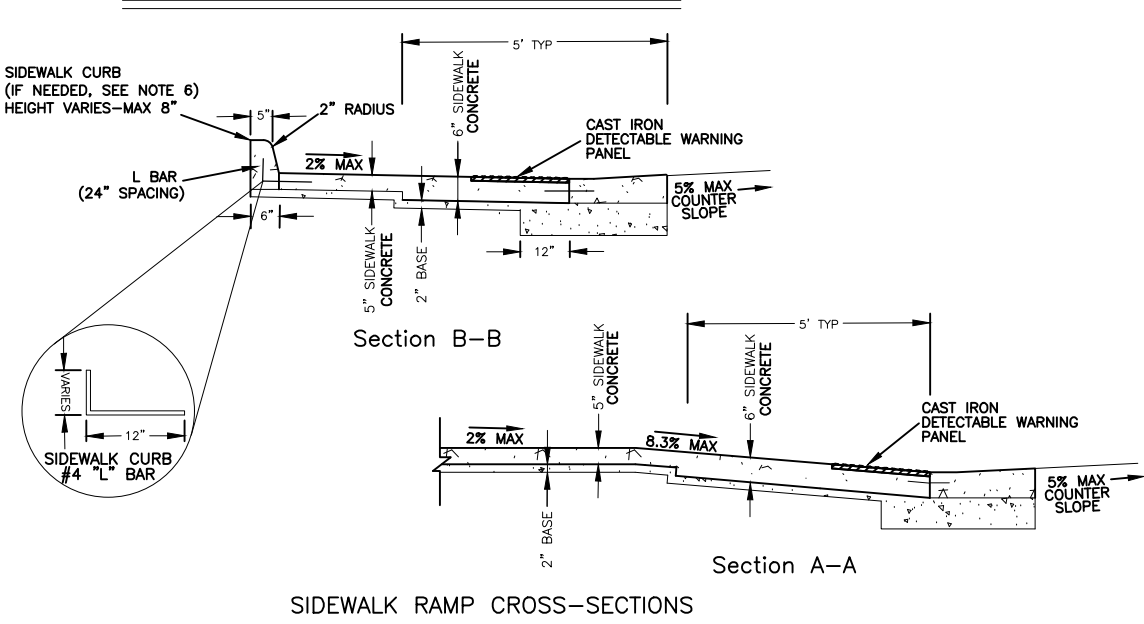 5' TYP
SIDEWALK CURB
(IF NEEDED, SEE NOTE 6)
HEIGHT VARIES-MAX 8"
5"
2" RADIUS
6" SIDEWALK
CONCRETE
CAST IRON
DETECTABLE WARNING
PANEL
2% MAX
L BAR
(24" SPACING)
5% MAX
COUNTER
SLOPE
6"
12"
5" SIDEWALK
CONCRETE
2" BASE
Section B-B
5' TYP
5" SIDEWALK
CONCRETE
6" SIDEWALK
CONCRETE
VARIES
12"
SIDEWALK CURB
#4 "L" BAR
CAST IRON
DETECTABLE WARNING
PANEL
2% MAX
8.3% MAX
5% MAX
COUNTER
SLOPE
2" BASE
Section A-A
SIDEWALK RAMP CROSS-SECTIONS